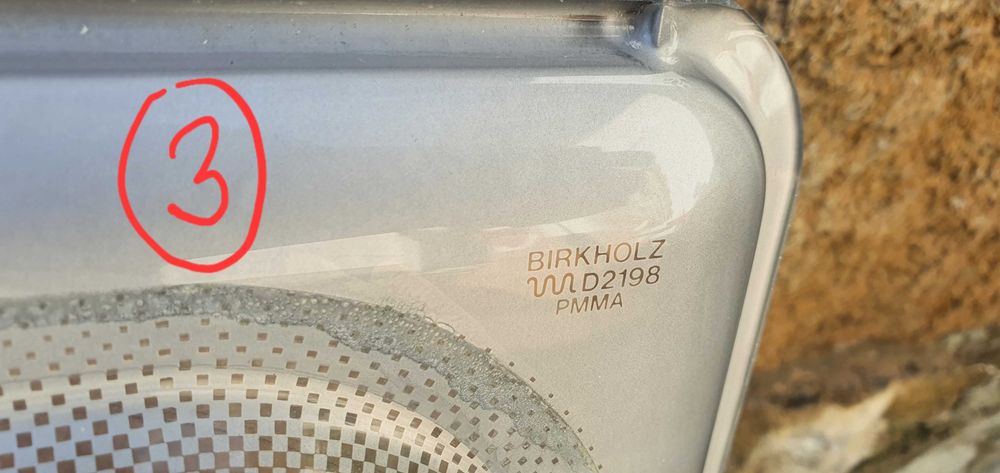 3
BIRKHOLZ
D2198
PMMA